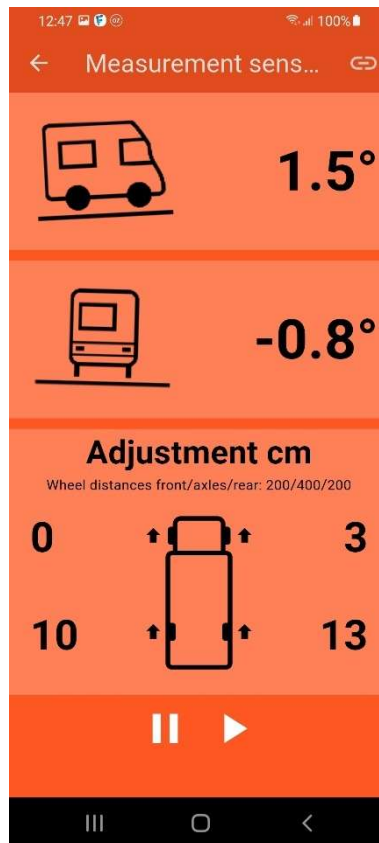 12:47 100%
Measurement sens...
1.5°
-0.8°
Adjustment cm
Wheel distances front/axles/rear: 200/400/200
0 3
10 13